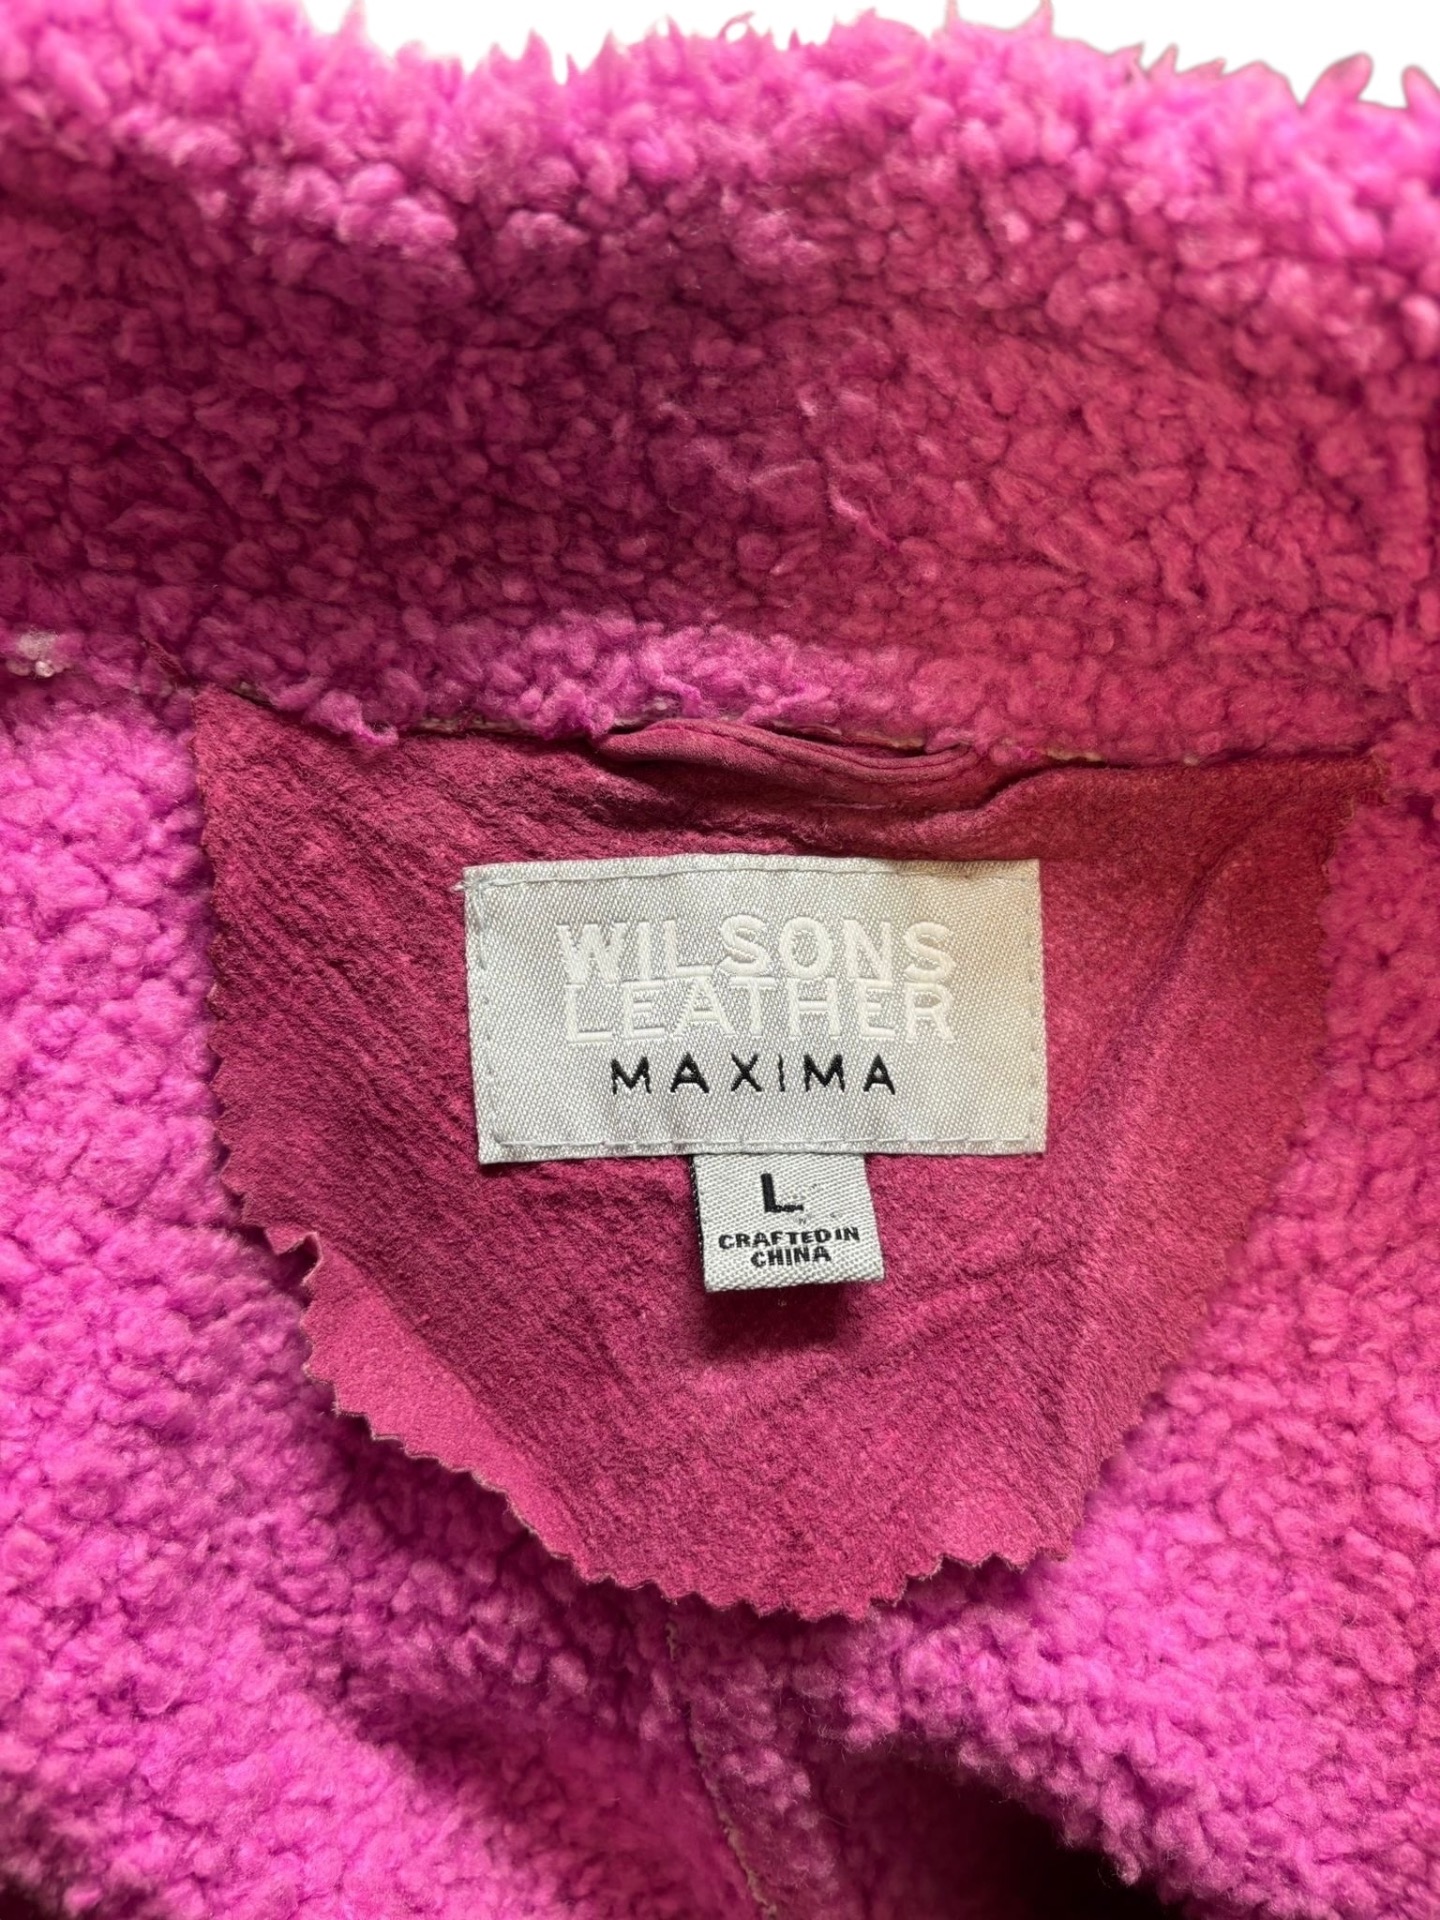 WILSONS
LEATHER
MAXIMA
L
CRAFTED IN
CHINA